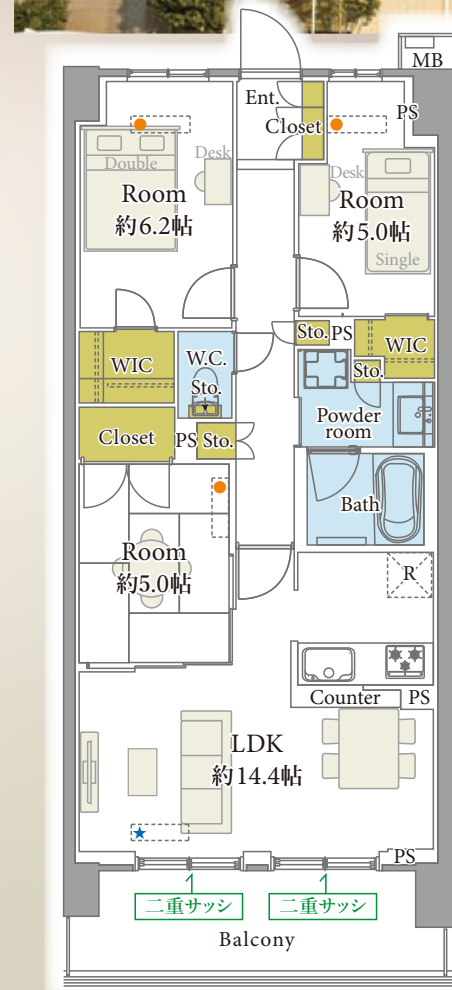 MB
Ent.
Closet
PS
Double
Desk
Room
約6.2帖
Desk
Room
約5.0帖
Single
WIC
W.C.
Sto.
Sto.
PS
WIC
Sto.
Powder
room
Closet
PS
Sto.
Bath
Room
約5.0帖
R
Counter
PS
LDK
約14.4帖
PS
二重サッシ
二重サッシ
Balcony